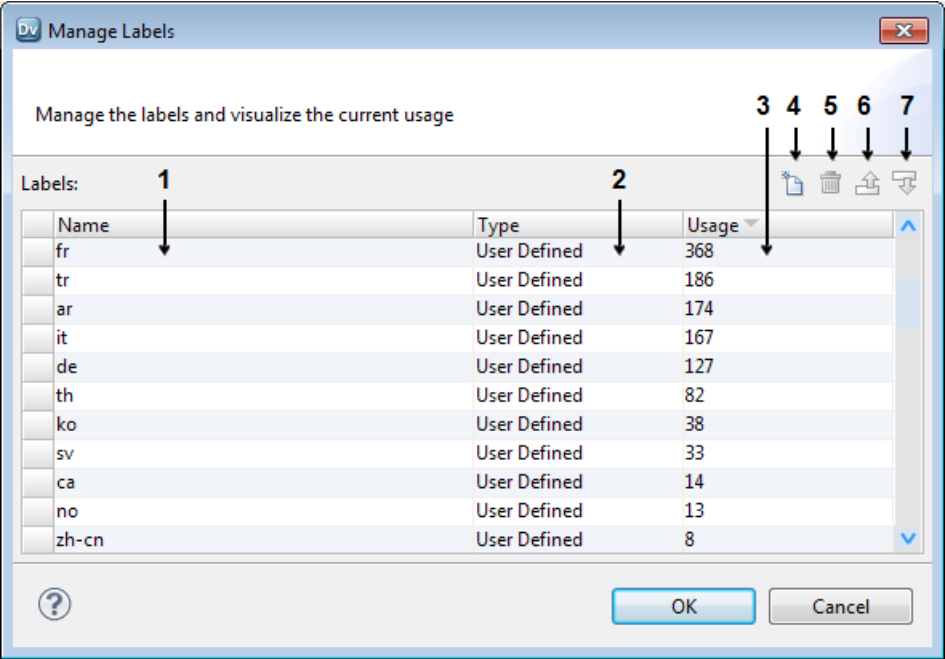 Dv Manage Labels
Manage the labels and visualize the current usage
3 4 5 6 7
Labels: 1 2
Name Type Usage
fr User Defined 368
tr User Defined 186
ar User Defined 174
it User Defined 167
de User Defined 127
th User Defined 82
ko User Defined 38
sv User Defined 33
ca User Defined 14
no User Defined 13
zh-cn User Defined 8
? OK Cancel